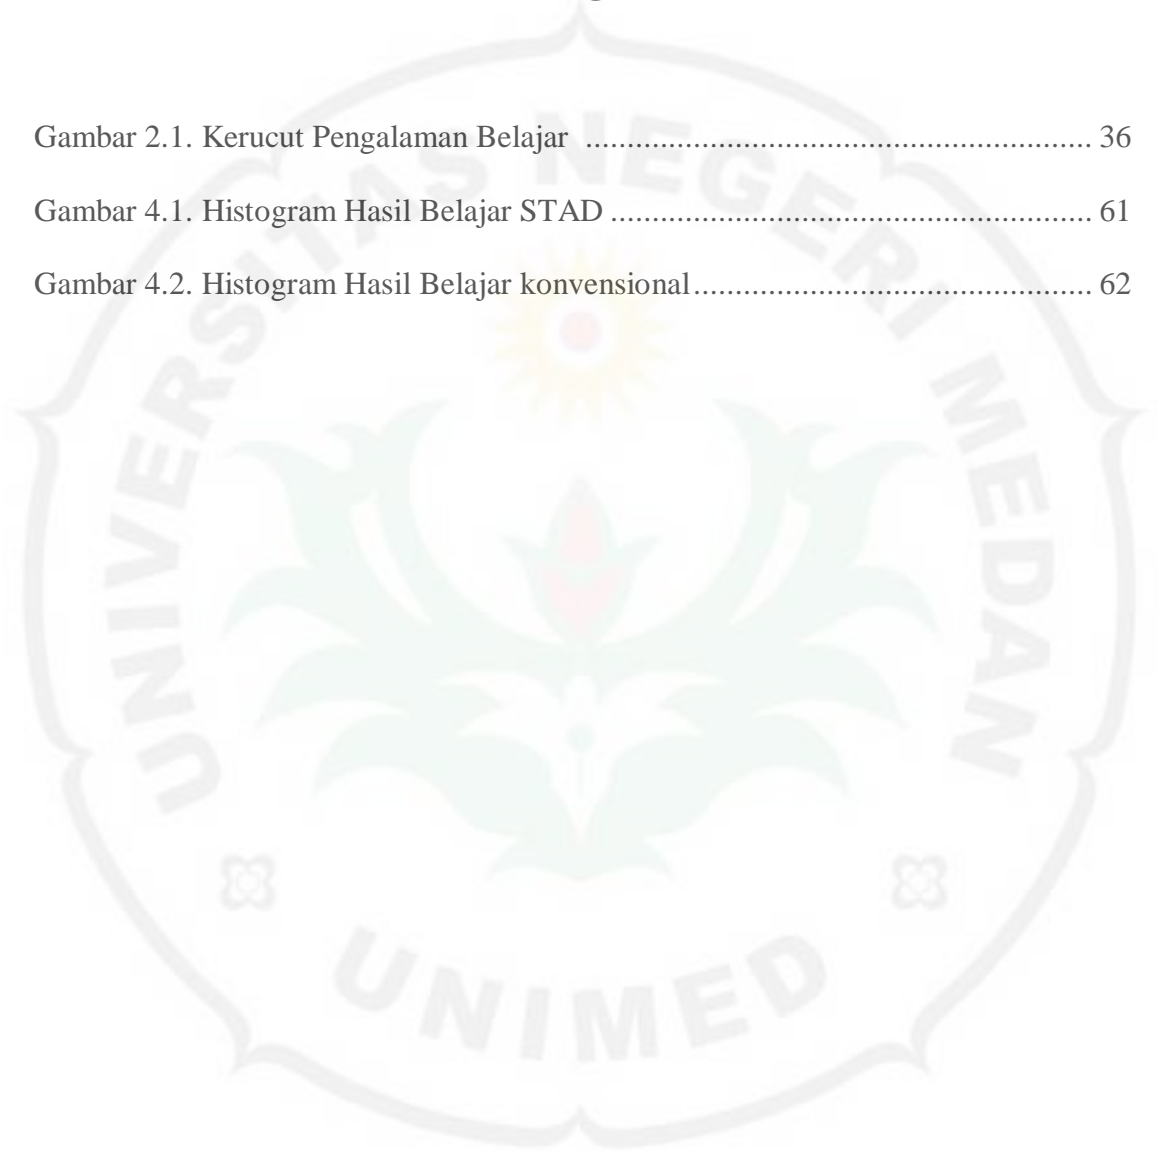 Gambar 2.1. Kerucut Pengalaman Belajar ............................................................. 36
Gambar 4.1. Histogram Hasil Belajar STAD .......................................................... 61
Gambar 4.2. Histogram Hasil Belajar konvensional ................................................ 62
UNIVERSITAS NEGERI MEDAN
UNIMED